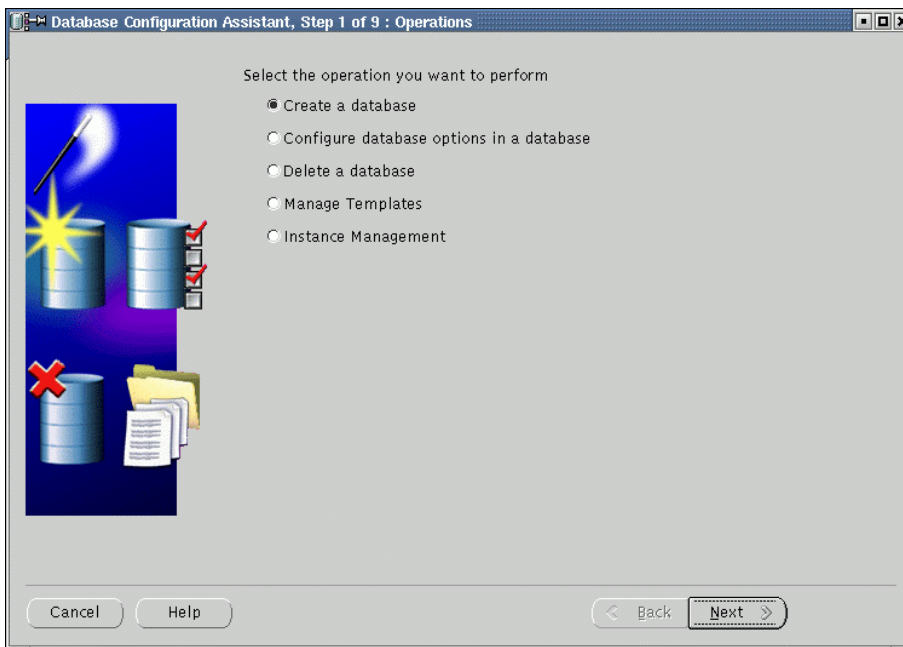 Database Configuration Assistant, Step 1 of 9 : Operations
Select the operation you want to perform
Create a database
Configure database options in a database
Delete a database
Manage Templates
Instance Management
Cancel
Help
Back
Next